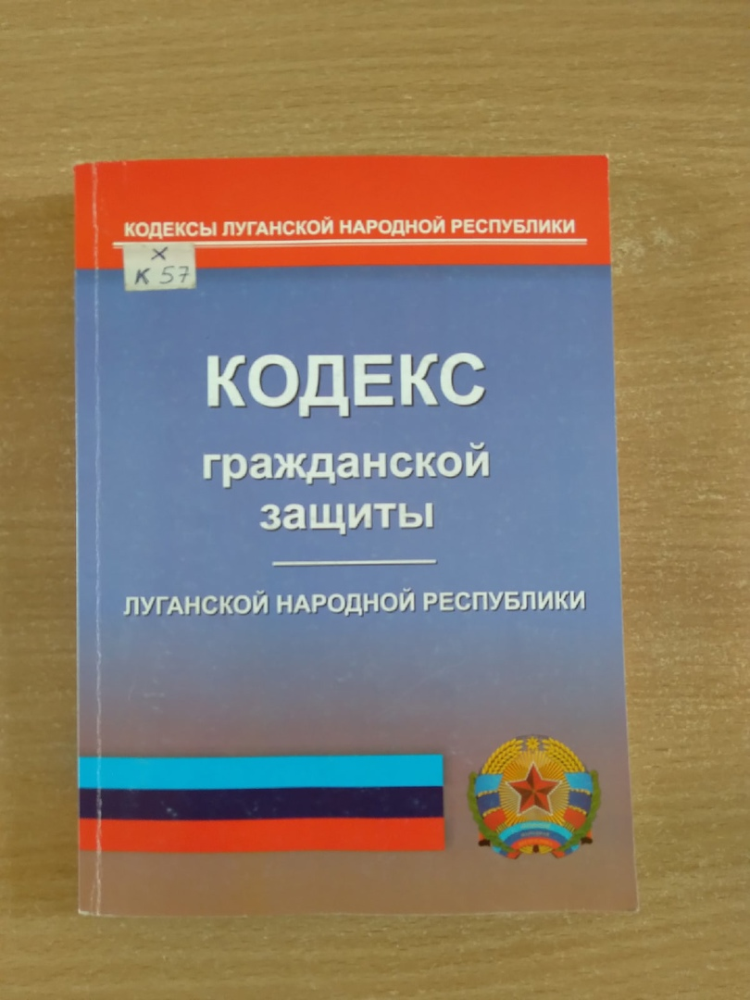 КОДЕКСЫ ЛУГАНСКОЙ НАРОДНОЙ РЕСПУБЛИКИ
Х
К 57
КОДЕКС
гражданской
защиты
ЛУГАНСКОЙ НАРОДНОЙ РЕСПУБЛИКИ